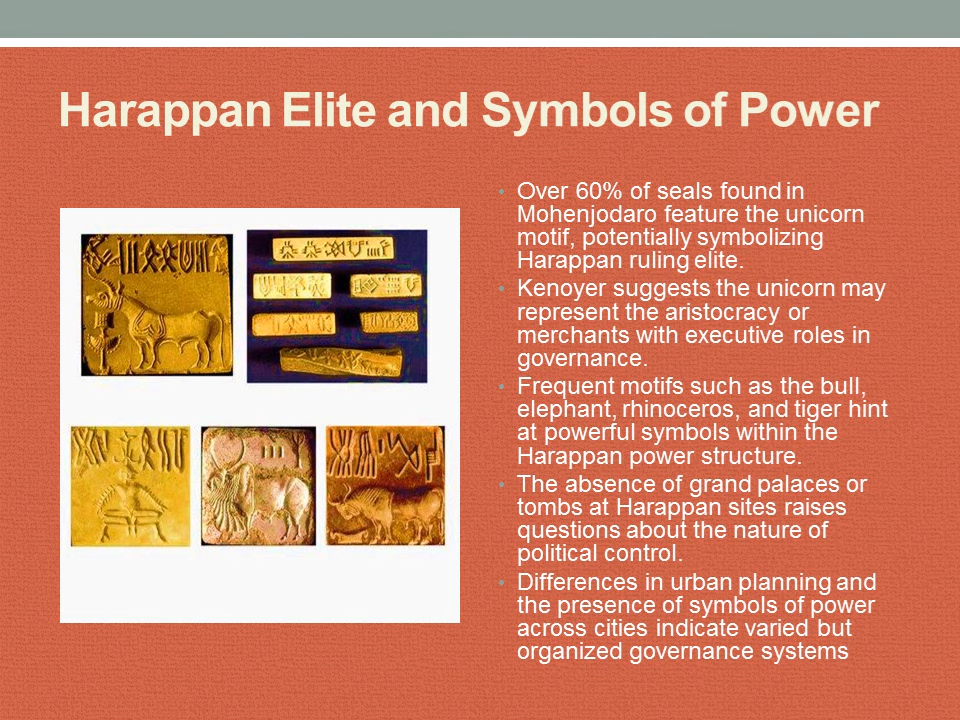 Harappan Elite and Symbols of Power
• Over 60% of seals found in
Mohenjodaro feature the unicorn
motif, potentially symbolizing
Harappan ruling elite.
• Kenoyer suggests the unicorn may
represent the aristocracy or
merchants with executive roles in
governance.
• Frequent motifs such as the bull,
elephant, rhinoceros, and tiger hint
at powerful symbols within the
Harappan power structure.
• The absence of grand palaces or
tombs at Harappan sites raises
questions about the nature of
political control.
• Differences in urban planning and
the presence of symbols of power
across cities indicate varied but
organized governance systems